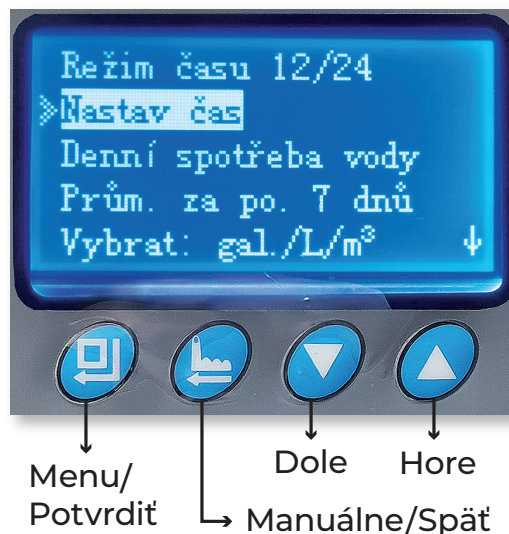 Režim času 12/24
Nastav čas
Denní spotřeba vody
Prům. za po. 7 dnů
Vybrat: gal./L/m³
Dole
Hore
Menu/
Potvrdiť
Manuálne/Späť